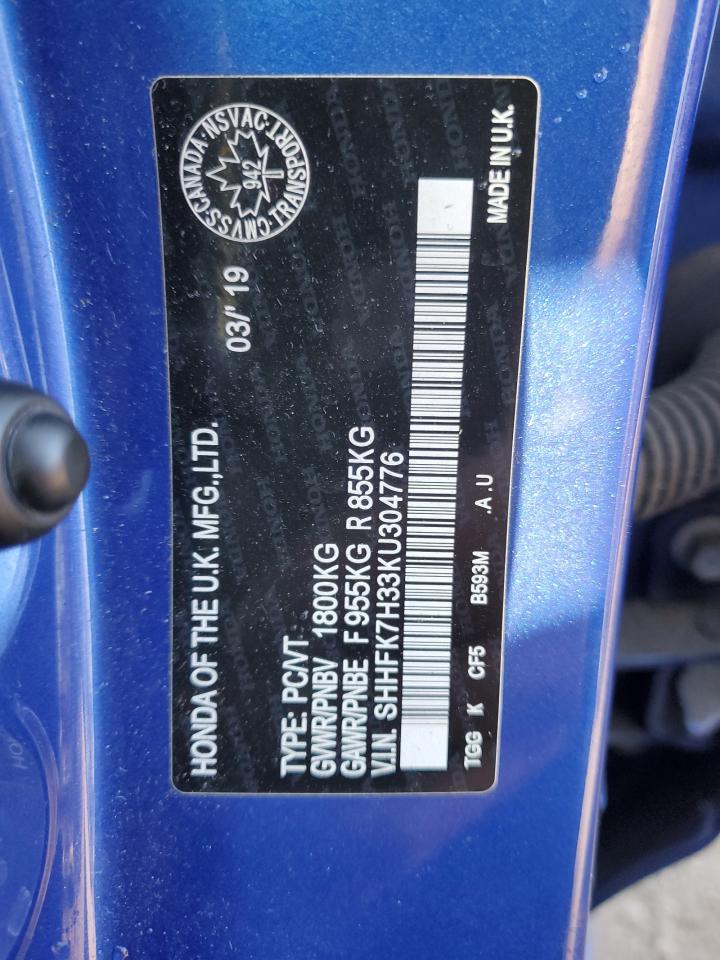 HONDA OF THE U.K. MFG.,LTD.
03/' 19
CMVSS·CANADA·NSVAC·TRANSPORT·
942
TYPE: PC/VT
GVWR/PNBV 1800KG
GAWR/PNBE F 955KG R 855KG
V.I.N. SHHFK7H33KU304776
TGG K CF5 B593M .A.U MADE IN U.K.